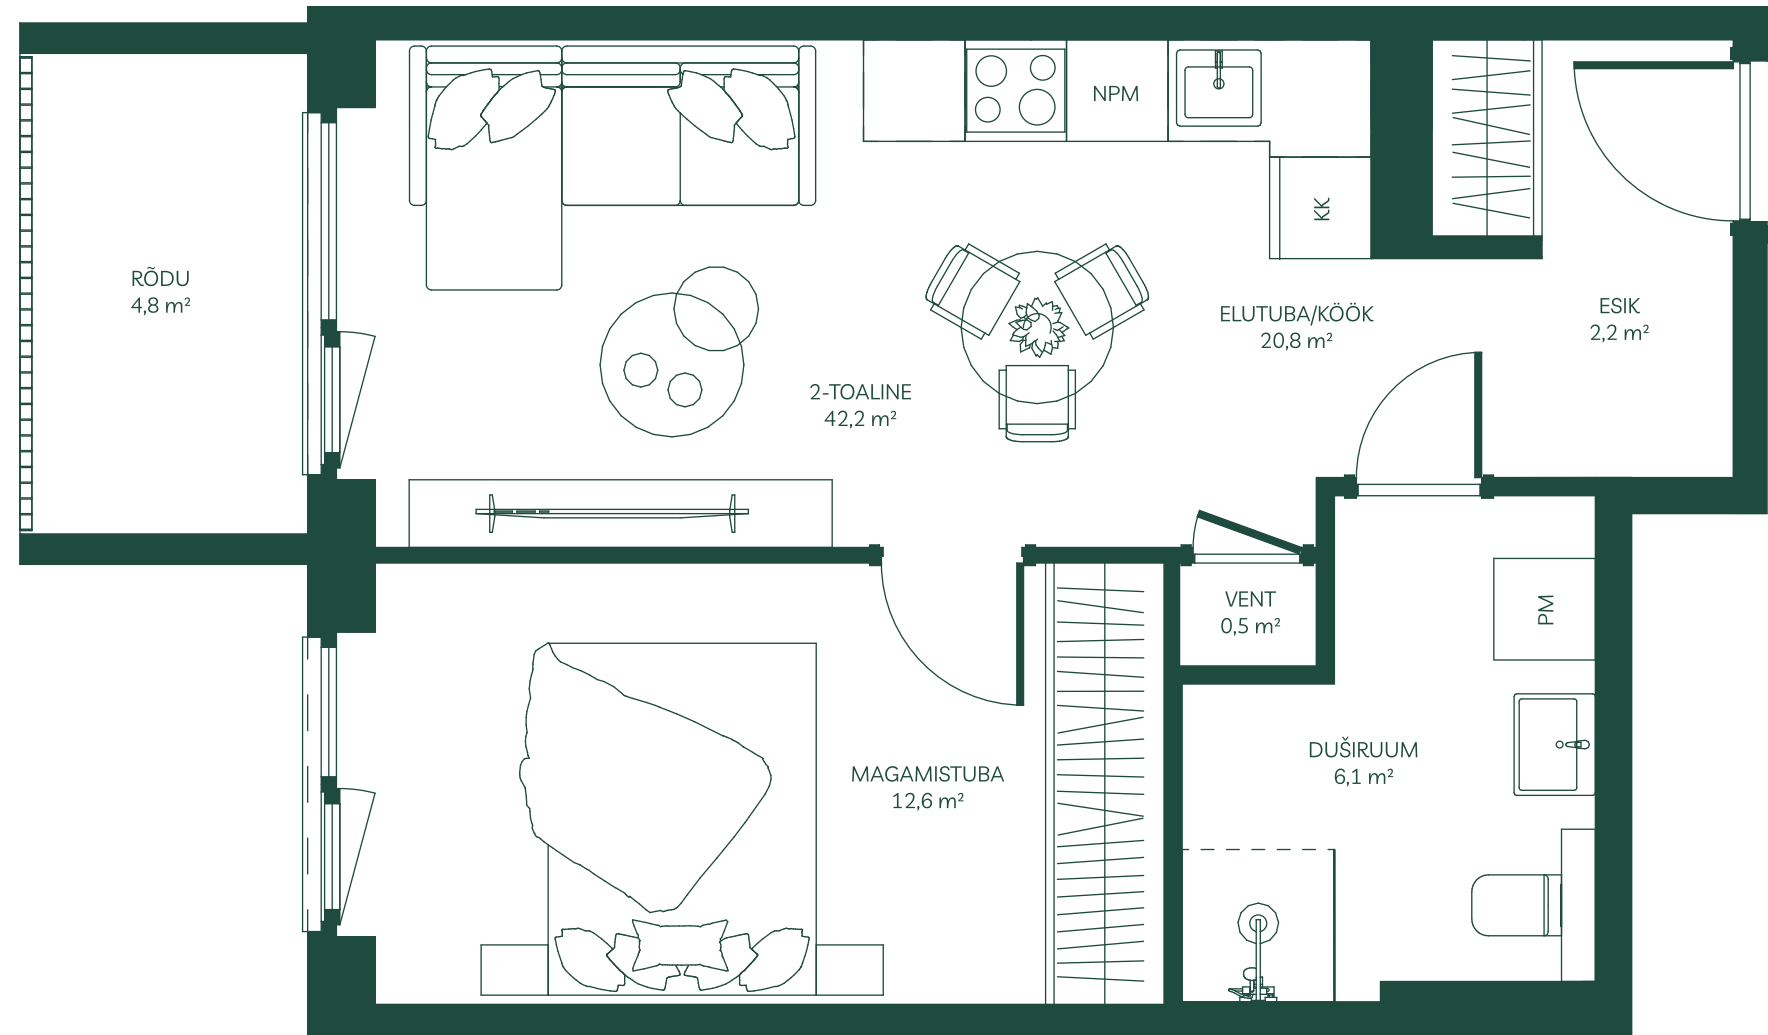 NPM
KK
RÕDU
4,8 m²
ELUTUBA/KÖÖK
20,8 m²
ESIK
2,2 m²
2-TOALINE
42,2 m²
VENT
0,5 m²
PM
MAGAMISTUBA
12,6 m²
DUŠIRUUM
6,1 m²